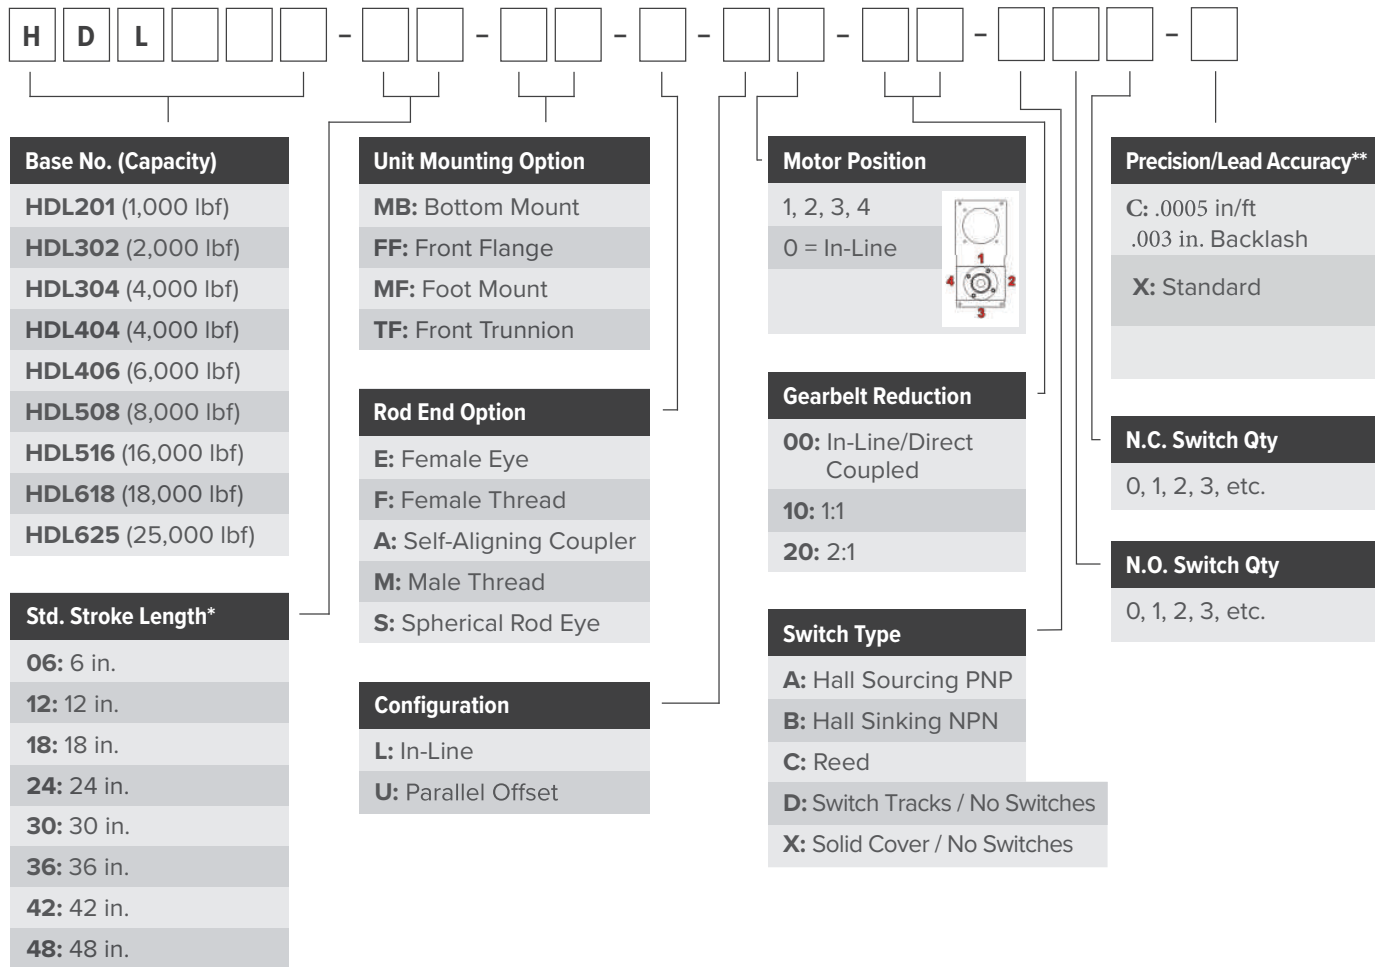 H D L - - - - - - -
Base No. (Capacity)
HDL201 (1,000 lbf)
HDL302 (2,000 lbf)
HDL304 (4,000 lbf)
HDL404 (4,000 lbf)
HDL406 (6,000 lbf)
HDL508 (8,000 lbf)
HDL516 (16,000 lbf)
HDL618 (18,000 lbf)
HDL625 (25,000 lbf)
Std. Stroke Length*
06: 6 in.
12: 12 in.
18: 18 in.
24: 24 in.
30: 30 in.
36: 36 in.
42: 42 in.
48: 48 in.
Unit Mounting Option
MB: Bottom Mount
FF: Front Flange
MF: Foot Mount
TF: Front Trunnion
Rod End Option
E: Female Eye
F: Female Thread
A: Self-Aligning Coupler
M: Male Thread
S: Spherical Rod Eye
Configuration
L: In-Line
U: Parallel Offset
Motor Position
1, 2, 3, 4
0 = In-Line
1
4 2
3
Gearbelt Reduction
00: In-Line/Direct
Coupled
10: 1:1
20: 2:1
Switch Type
A: Hall Sourcing PNP
B: Hall Sinking NPN
C: Reed
D: Switch Tracks / No Switches
X: Solid Cover / No Switches
Precision/Lead Accuracy**
C: .0005 in/ft
.003 in. Backlash
X: Standard
N.C. Switch Qty
0, 1, 2, 3, etc.
N.O. Switch Qty
0, 1, 2, 3, etc.